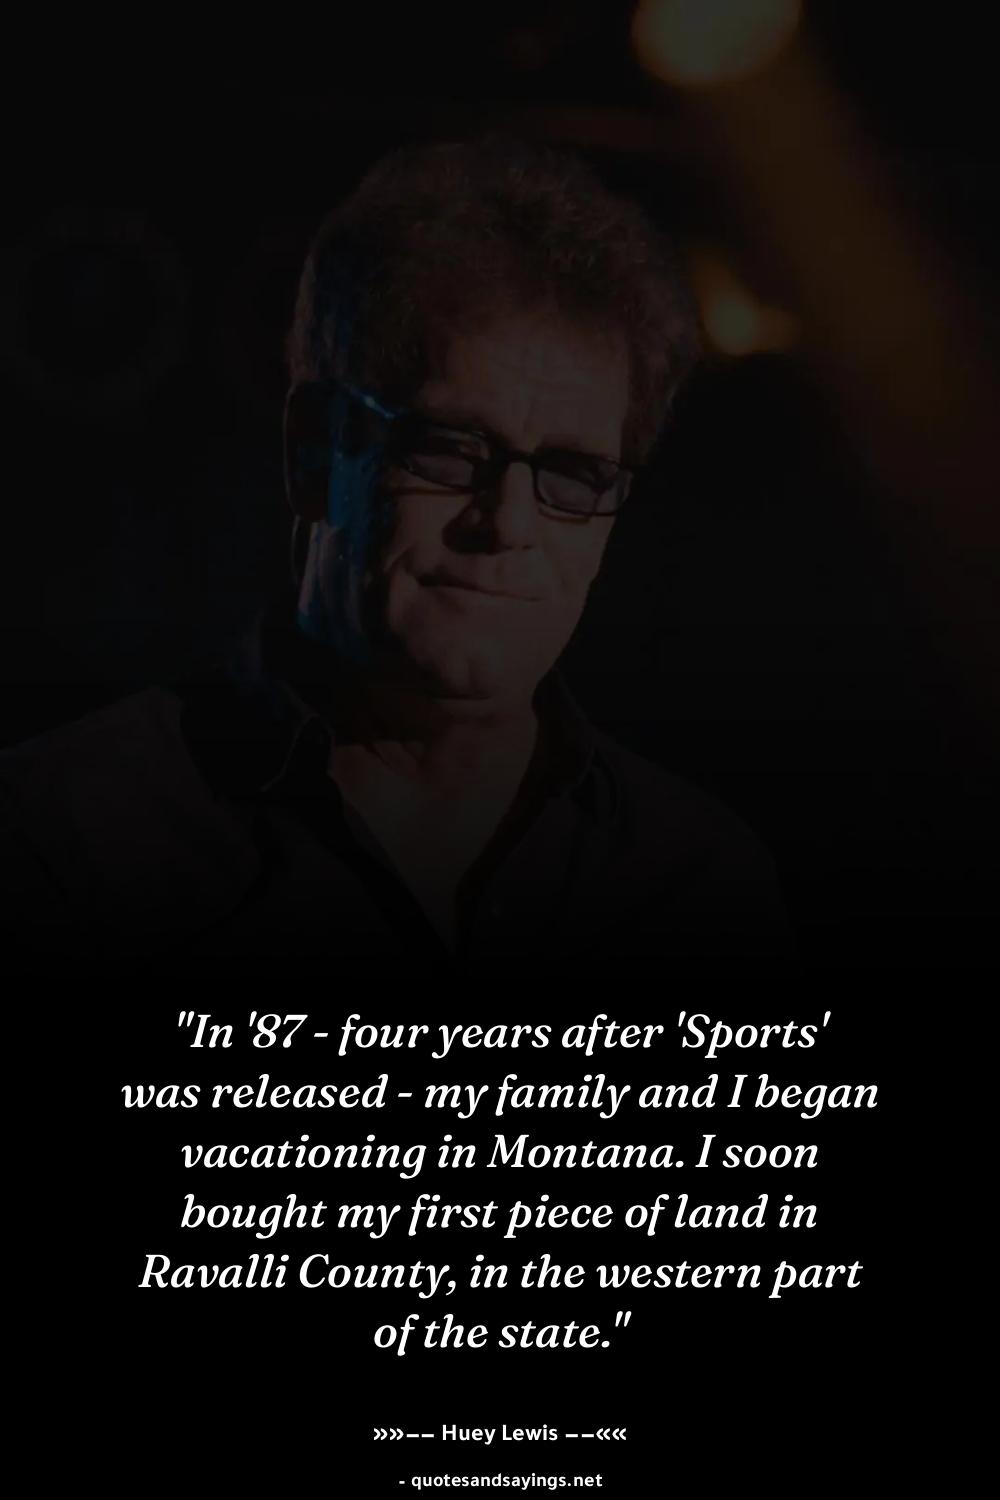 "In '87 - four years after 'Sports'
was released - my family and I began
vacationing in Montana. I soon
bought my first piece of land in
Ravalli County, in the western part
of the state."
»»–– Huey Lewis ––««
- quotesandsayings.net